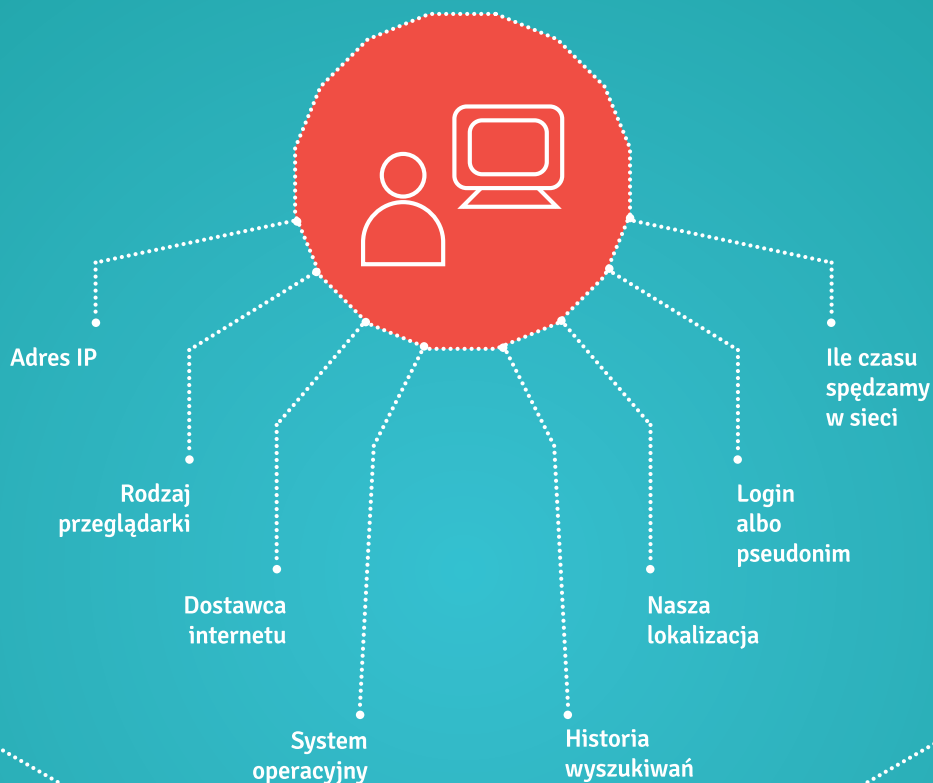 Adres IP
Rodzaj
przeglądarki
Dostawca
internetu
System
operacyjny
Historia
wyszukiwań
Nasza
lokalizacja
Login
albo
pseudonim
Ile czasu
spędzamy
w sieci